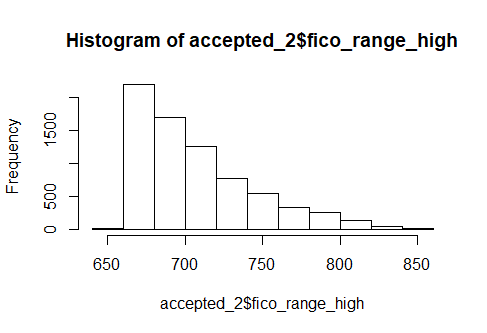 Histogram of accepted_2$fico_range_high
Frequency
1500
500
0
650 700 750 800 850
accepted_2$fico_range_high